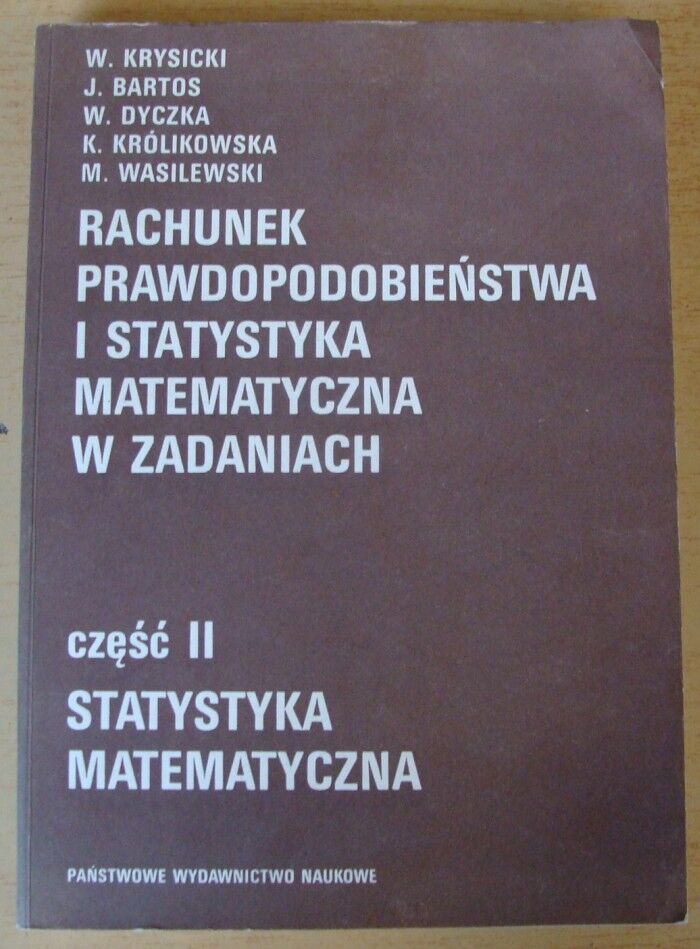 W. KRYSICKI
J. BARTOS
W. DYCZKA
K. KRÓLIKOWSKA
M. WASILEWSKI
RACHUNEK
PRAWDOPODOBIEŃSTWA
I STATYSTYKA
MATEMATYCZNA
W ZADANIACH
część II
STATYSTYKA
MATEMATYCZNA
PAŃSTWOWE WYDAWNICTWO NAUKOWE